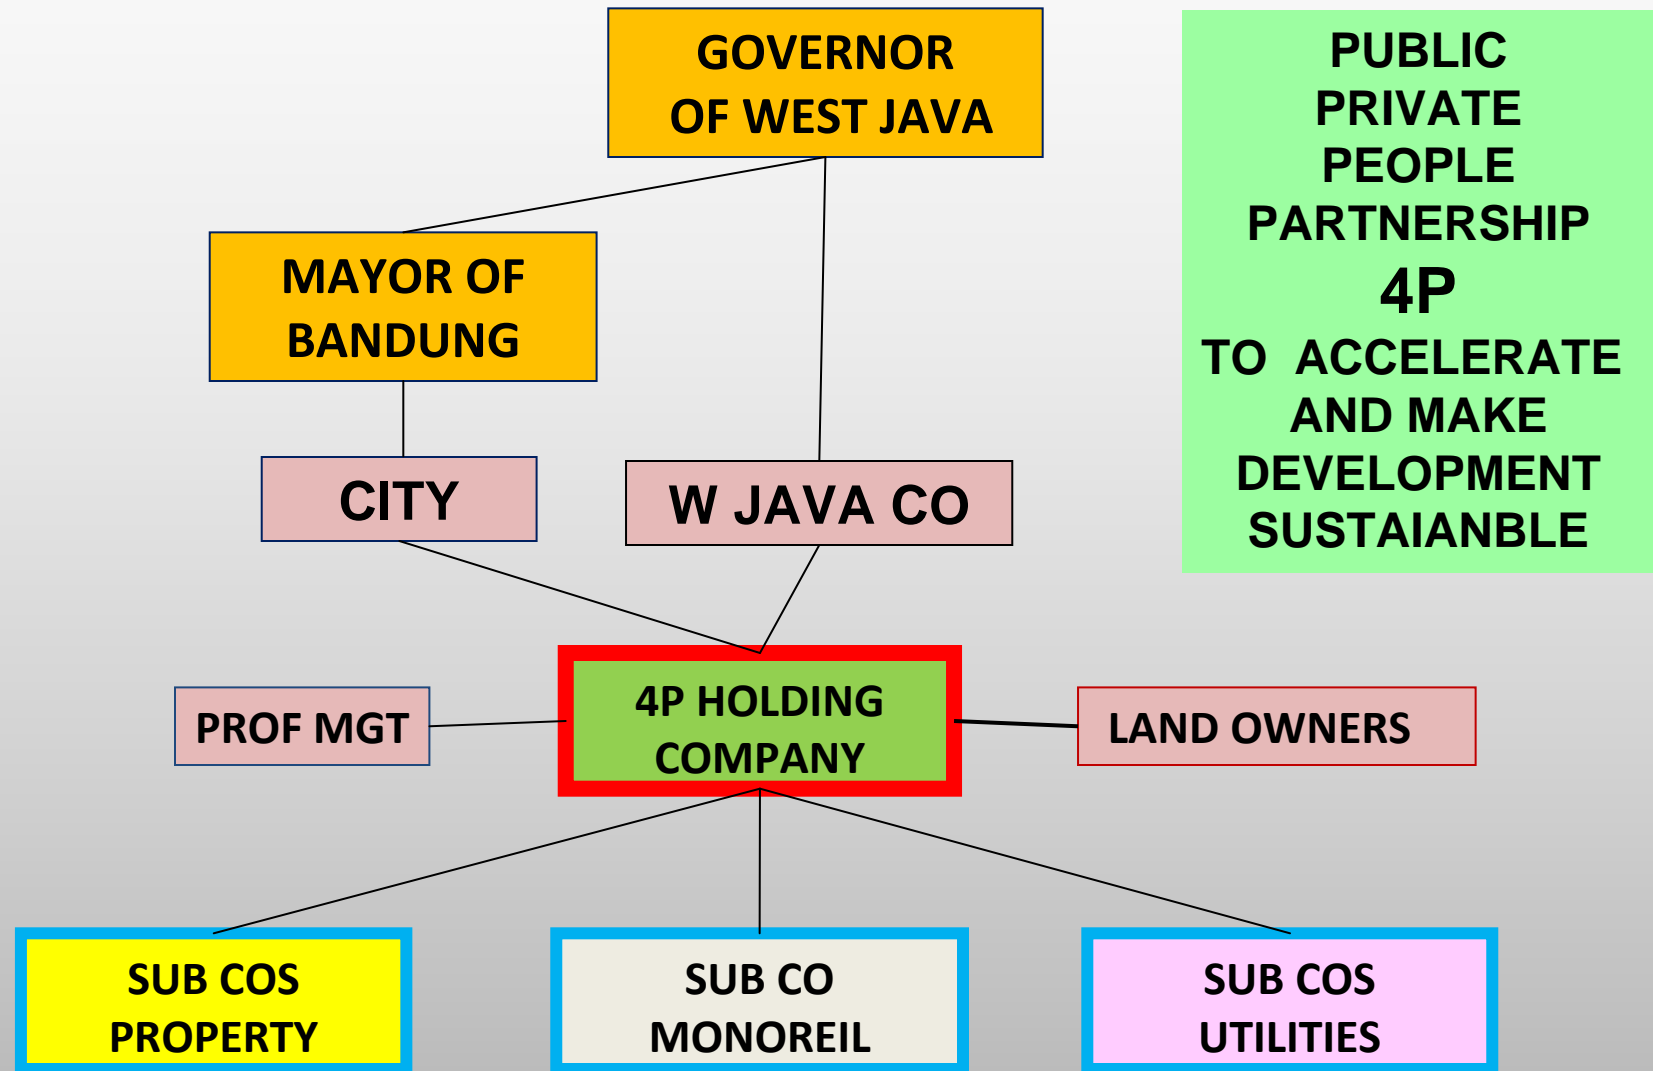 GOVERNOR
OF WEST JAVA
PUBLIC
PRIVATE
PEOPLE
PARTNERSHIP
4P
TO ACCELERATE
AND MAKE
DEVELOPMENT
SUSTAIANBLE
MAYOR OF
BANDUNG
CITY
W JAVA CO
PROF MGT
4P HOLDING
COMPANY
LAND OWNERS
SUB COS
PROPERTY
SUB CO
MONOREIL
SUB COS
UTILITIES